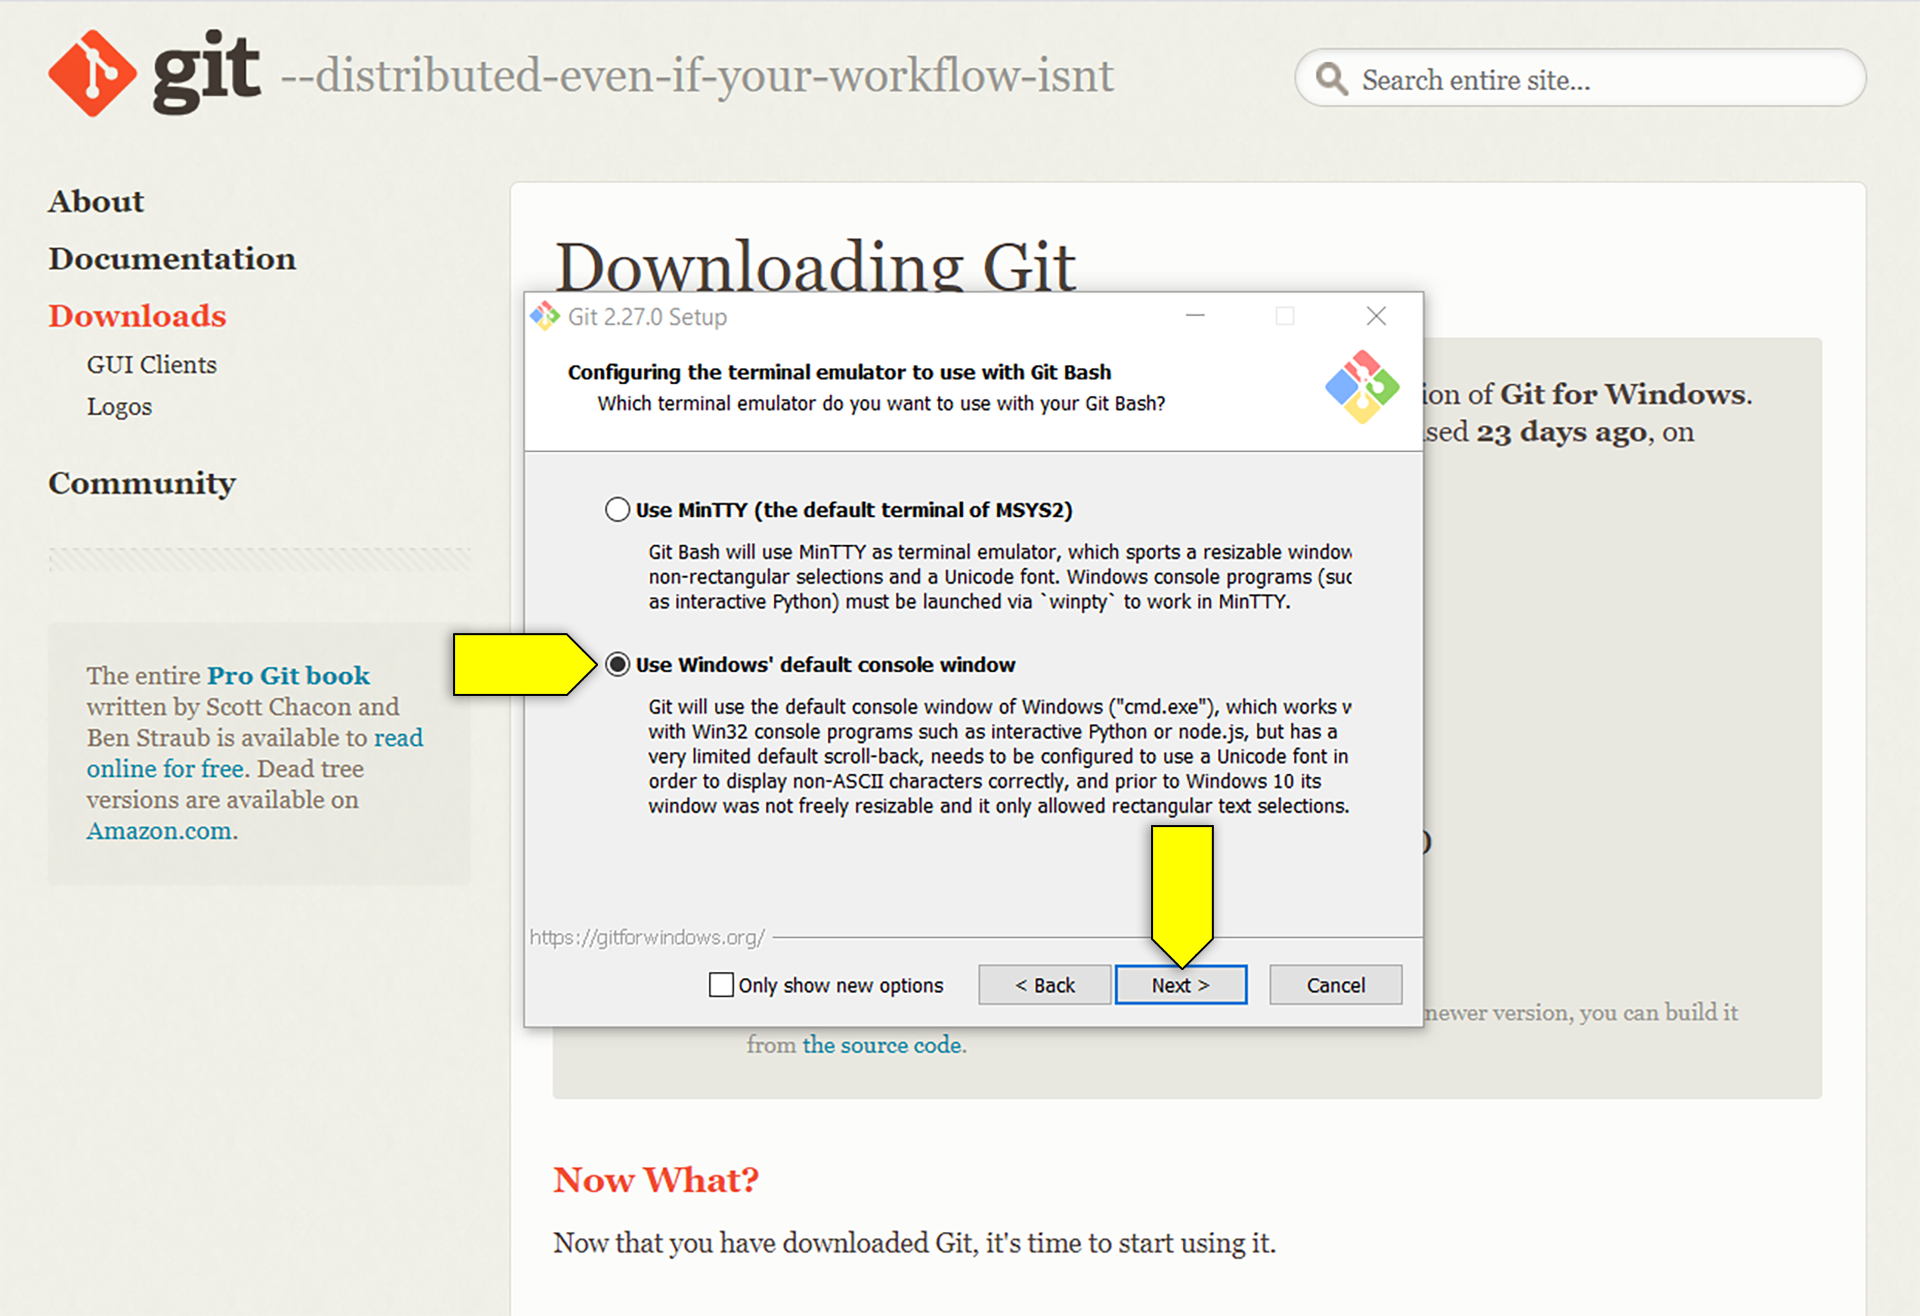 git --distributed-even-if-your-workflow-isnt
Search entire site...
About
Documentation
Downloads
GUI Clients
Logos
Community
The entire Pro Git book
written by Scott Chacon and
Ben Straub is available to read
online for free. Dead tree
versions are available on
Amazon.com.
Downloading Git
Git 2.27.0 Setup
Configuring the terminal emulator to use with Git Bash
Which terminal emulator do you want to use with your Git Bash?
Use MinTTY (the default terminal of MSYS2)
Git Bash will use MinTTY as terminal emulator, which sports a resizable window
non-rectangular selections and a Unicode font. Windows console programs (suc
as interactive Python) must be launched via `winpty` to work in MinTTY.
Use Windows' default console window
Git will use the default console window of Windows ("cmd.exe"), which works w
with Win32 console programs such as interactive Python or node.js, but has a
very limited default scroll-back, needs to be configured to use a Unicode font in
order to display non-ASCII characters correctly, and prior to Windows 10 its
window was not freely resizable and it only allowed rectangular text selections.
https://gitforwindows.org/
Only show new options
< Back
Next >
Cancel
ion of Git for Windows.
sed 23 days ago, on
)
newer version, you can build it
from the source code.
Now What?
Now that you have downloaded Git, it's time to start using it.